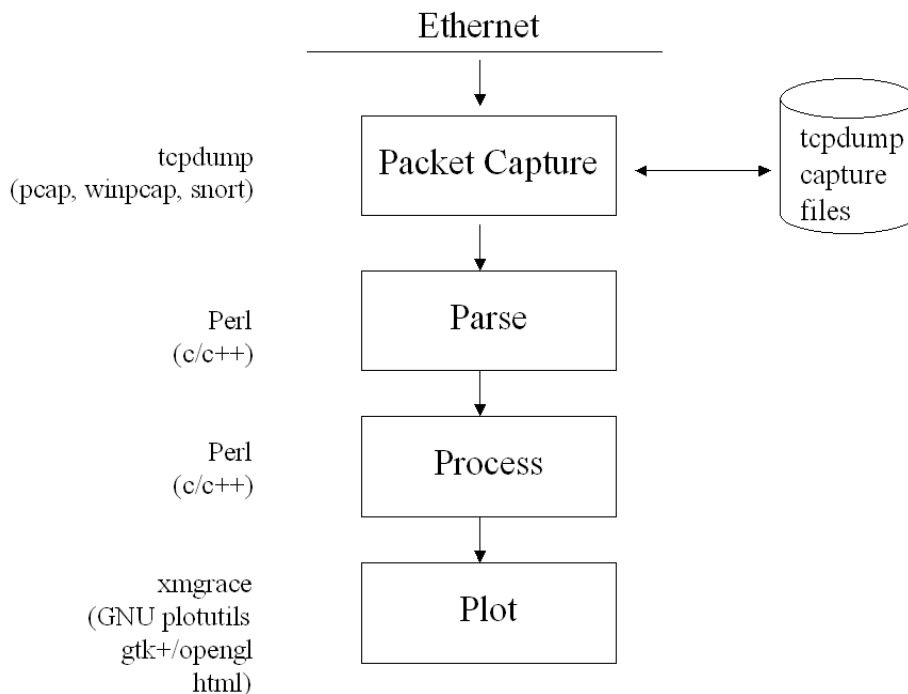 Ethernet
tcpdump
(pcap, winpcap, snort)
Packet Capture
tcpdump
capture
files
Perl
(c/c++)
Parse
Perl
(c/c++)
Process
xmgrace
(GNU plotutils
gtk+/opengl
html)
Plot